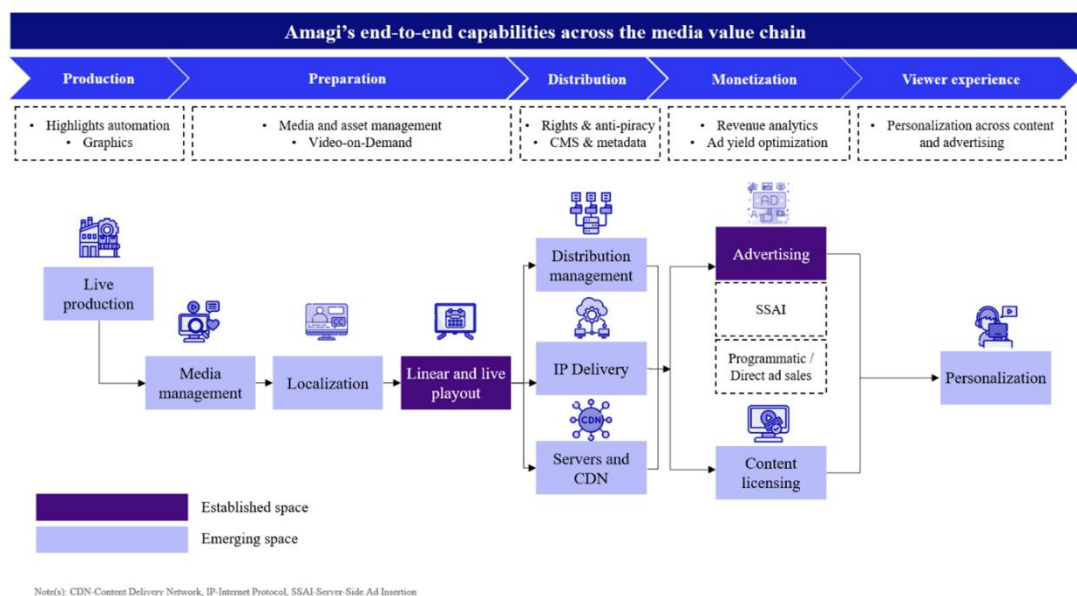 Amagi's end-to-end capabilities across the media value chain
Production
Preparation
Distribution
Monetization
Viewer experience
• Highlights automation
• Graphics
• Media and asset management
• Video-on-Demand
• Rights & anti-piracy
• CMS & metadata
• Revenue analytics
• Ad yield optimization
• Personalization across content
and advertising
Live
production
Media
management
Localization
CC
Linear and live
playout
Distribution
management
IP Delivery
CDN
Servers and
CDN
AD
Advertising
SSAI
Programmatic /
Direct ad sales
Content
licensing
Personalization
Established space
Emerging space
Note(s): CDN-Content Delivery Network, IP-Internet Protocol, SSAI-Server-Side Ad Insertion